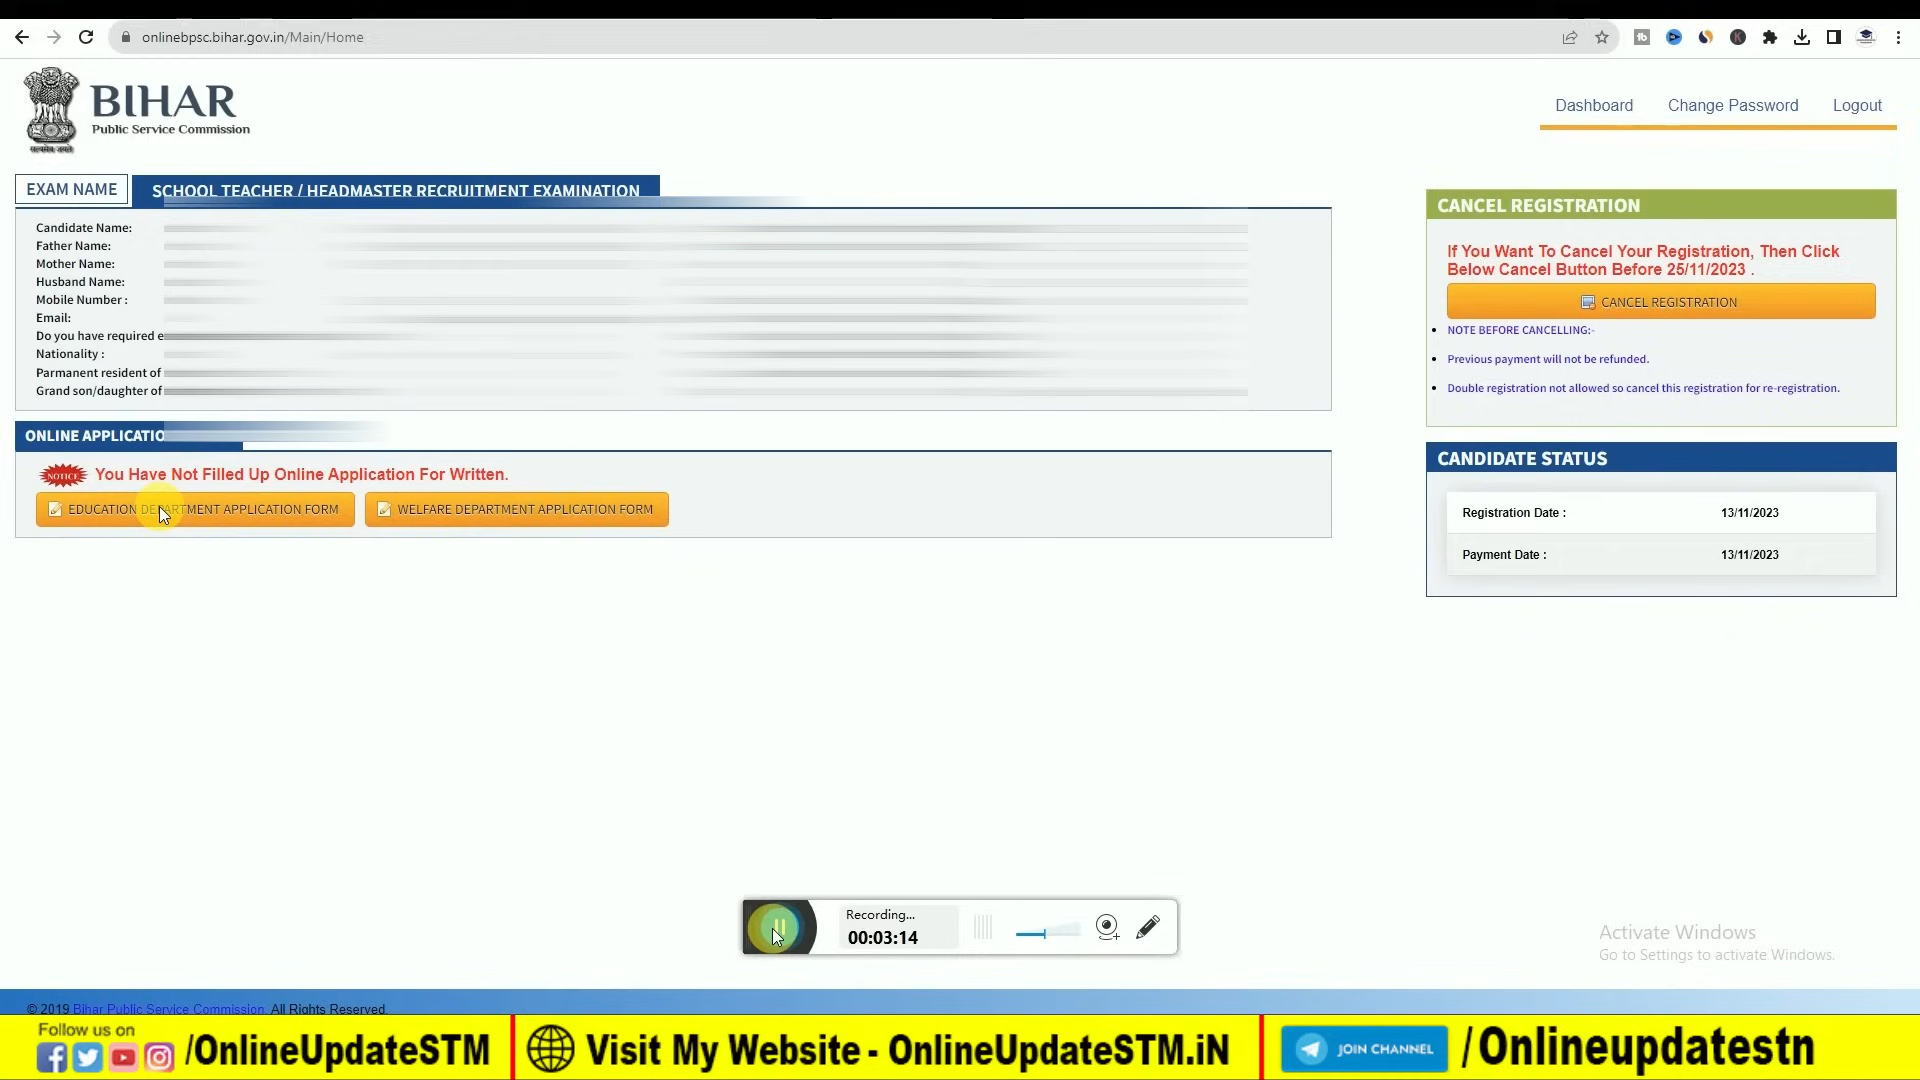 onlinebpsc.bihar.gov.in/Main/Home
BIHAR
Public Service Commission
सत्यमेव जयते
Dashboard
Change Password
Logout
EXAM NAME
SCHOOL TEACHER / HEADMASTER RECRUITMENT EXAMINATION
Candidate Name:
Father Name:
Mother Name:
Husband Name:
Mobile Number :
Email:
Do you have required e
Nationality :
Parmanent resident of
Grand son/daughter of
CANCEL REGISTRATION
If You Want To Cancel Your Registration, Then Click
Below Cancel Button Before 25/11/2023 .
CANCEL REGISTRATION
NOTE BEFORE CANCELLING:-
Previous payment will not be refunded.
Double registration not allowed so cancel this registration for re-registration.
ONLINE APPLICATIO
NOTICE
You Have Not Filled Up Online Application For Written.
EDUCATION DEPARTMENT APPLICATION FORM
WELFARE DEPARTMENT APPLICATION FORM
CANDIDATE STATUS
Registration Date : 13/11/2023
Payment Date : 13/11/2023
Recording...
00:03:14
Activate Windows
Go to Settings to activate Windows.
© 2019 Bihar Public Service Commission. All Rights Reserved.
Follow us on
/OnlineUpdateSTM
Visit My Website - OnlineUpdateSTM.iN
JOIN CHANNEL
/Onlineupdatestn